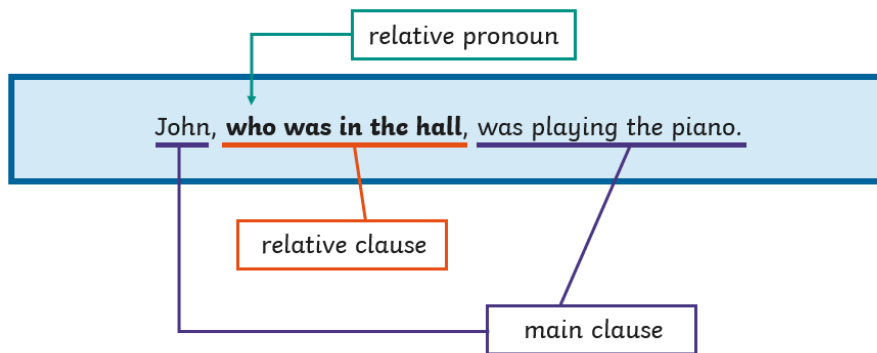 relative pronoun
John, who was in the hall, was playing the piano.
relative clause
main clause